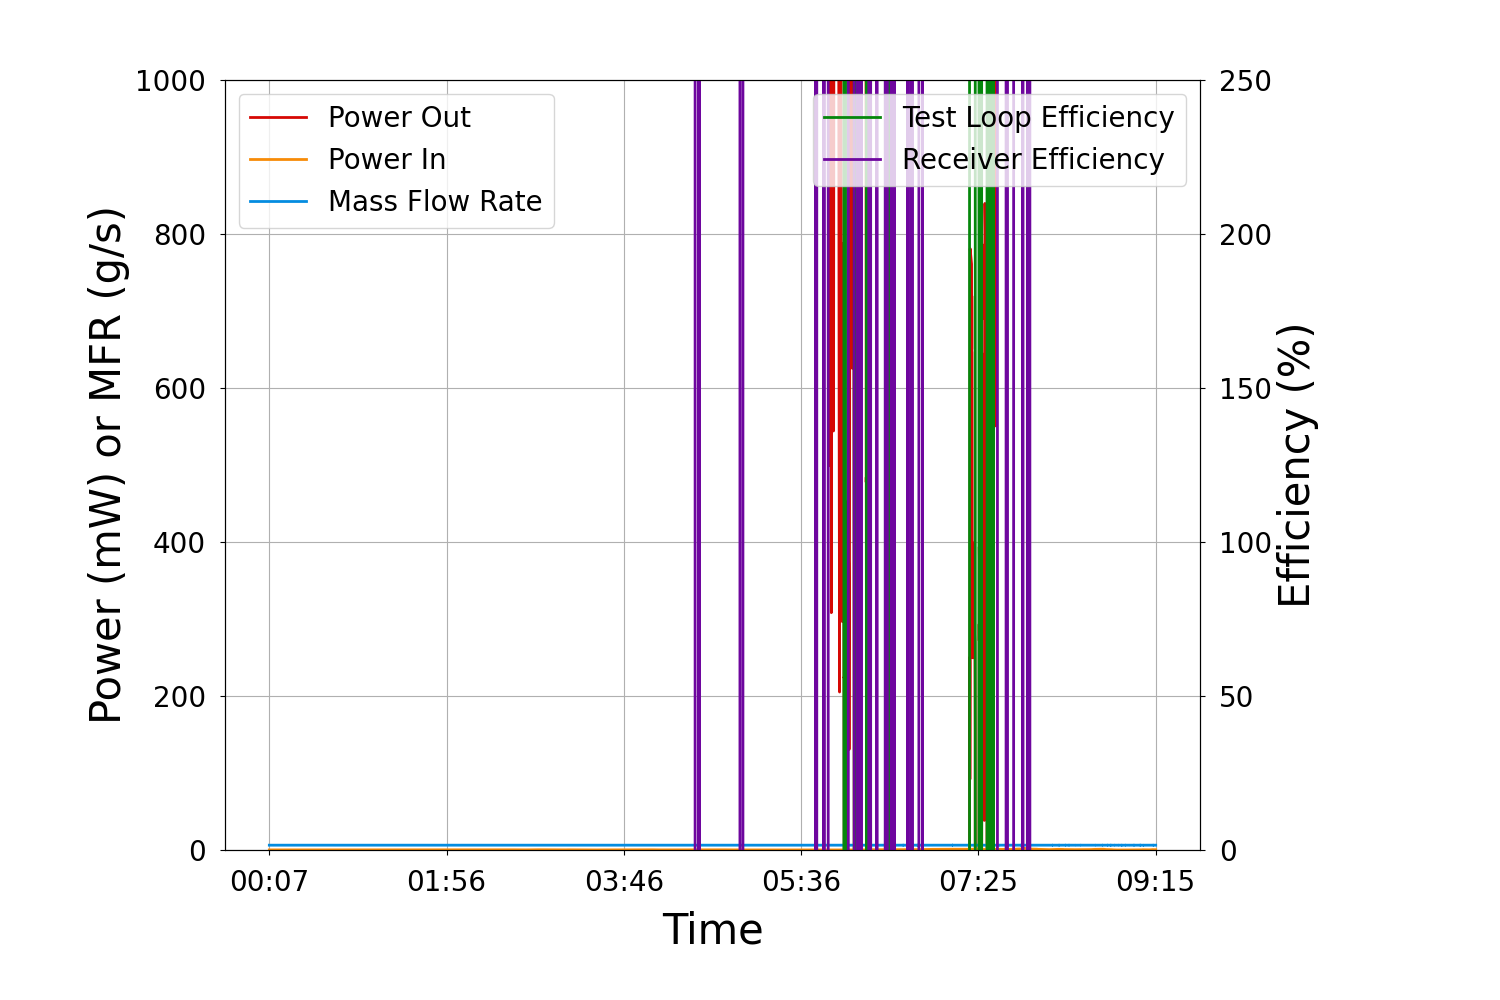 1000
800
600
400
200
0
Power (mW) or MFR (g/s)
Power Out
Power In
Mass Flow Rate
Test Loop Efficiency
Receiver Efficiency
250
200
150
100
50
0
Efficiency (%)
00:07 01:56 03:46 05:36 07:25 09:15
Time